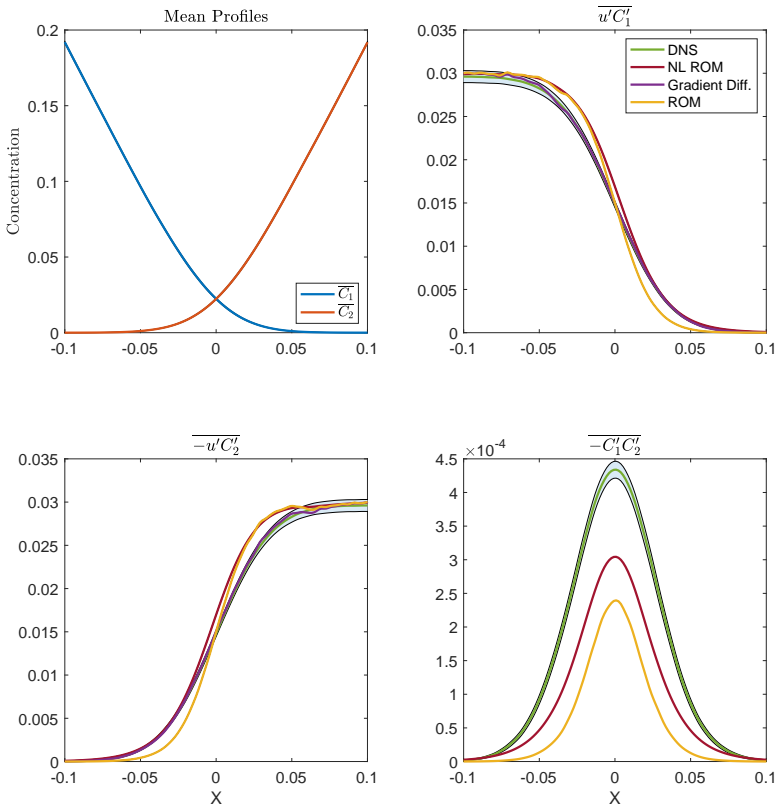 Mean Profiles
0.2
0.15
0.1
0.05
0
Concentration
-0.1 -0.05 0 0.05 0.1
C̅₁
C̅₂
u′C₁′
0.035
0.03
0.025
0.02
0.015
0.01
0.005
0
-0.1 -0.05 0 0.05 0.1
DNS
NL ROM
Gradient Diff.
ROM
−u′C₂′
0.035
0.03
0.025
0.02
0.015
0.01
0.005
0
-0.1 -0.05 0 0.05 0.1
X
−C₁′C₂′
×10⁻⁴
4.5
4
3.5
3
2.5
2
1.5
1
0.5
0
-0.1 -0.05 0 0.05 0.1
X